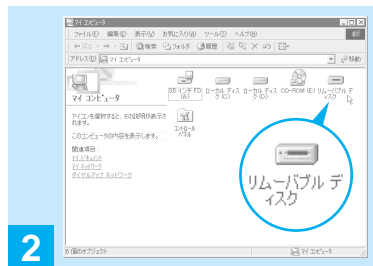 マイ コンピュータ
ファイル(F) 編集(E) 表示(V) お気に入り(A) ツール(T) ヘルプ(H)
戻る 検索 フォルダ 履歴
アドレス(D) マイ コンピュータ 移動
マイ コンピュータ
アイコンを選択すると、その説明が表示されます。
このコンピュータの内容を表示します。
関連項目:
マイ ドキュメント
マイ ネットワーク
ダイヤルアップ ネットワーク
3.5 インチ FD (A)
ローカル ディスク (C)
ローカル ディスク (D)
CD-ROM (E)
リムーバブル ディスク
コントロール パネル
リムーバブル ディスク
6 個のオブジェクト
マイ コンピュータ
2